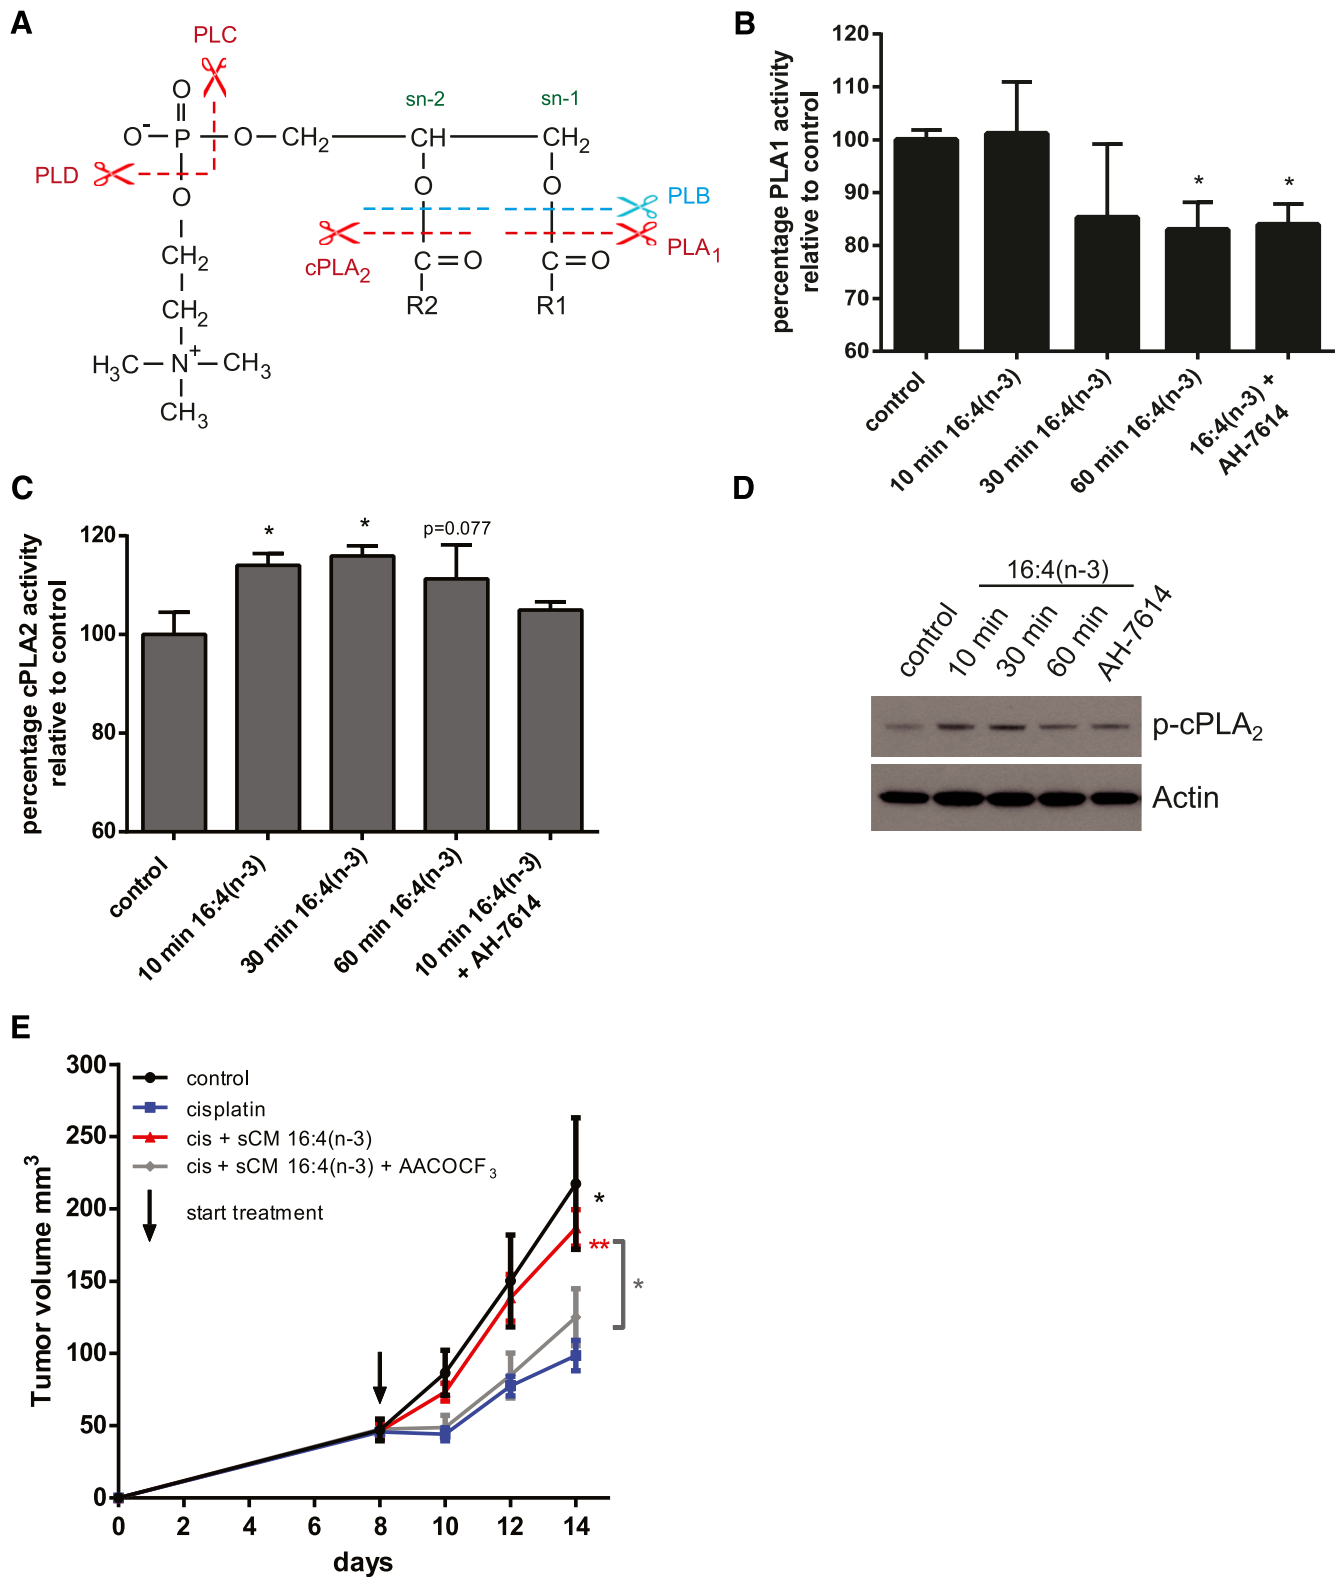 A
PLC
O
O⁻
P
O
CH₂
CH
CH₂
sn-2
sn-1
PLD
O
O
O
PLB
cPLA₂
PLA₁
C=O
C=O
R2
R1
CH₂
CH₂
H₃C
N⁺
CH₃
CH₃
B
percentage PLA1 activity
relative to control
120
110
100
90
80
70
60
*
*
control
10 min 16:4(n-3)
30 min 16:4(n-3)
60 min 16:4(n-3)
16:4(n-3) +
AH-7614
C
percentage cPLA2 activity
relative to control
120
100
80
60
*
*
p=0.077
control
10 min 16:4(n-3)
30 min 16:4(n-3)
60 min 16:4(n-3)
10 min 16:4(n-3)
+ AH-7614
D
16:4(n-3)
control
10 min
30 min
60 min
AH-7614
p-cPLA₂
Actin
E
Tumor volume mm³
300
250
200
150
100
50
0
control
cisplatin
cis + sCM 16:4(n-3)
cis + sCM 16:4(n-3) + AACOCF₃
start treatment
*
**
*
0 2 4 6 8 10 12 14
days